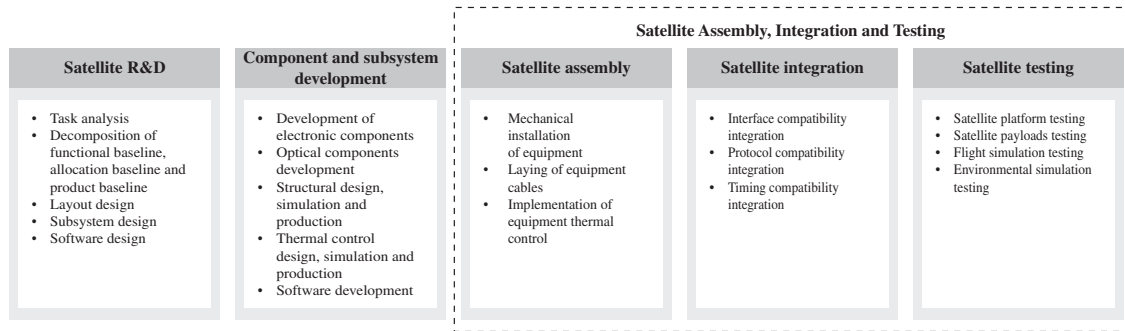 Satellite Assembly, Integration and Testing
Satellite R&D
• Task analysis
• Decomposition of
functional baseline,
allocation baseline and
product baseline
• Layout design
• Subsystem design
• Software design
Component and subsystem
development
• Development of
electronic components
• Optical components
development
• Structural design,
simulation and
production
• Thermal control
design, simulation and
production
• Software development
Satellite assembly
• Mechanical
installation
of equipment
• Laying of equipment
cables
• Implementation of
equipment thermal
control
Satellite integration
• Interface compatibility
integration
• Protocol compatibility
integration
• Timing compatibility
integration
Satellite testing
• Satellite platform testing
• Satellite payloads testing
• Flight simulation testing
• Environmental simulation
testing